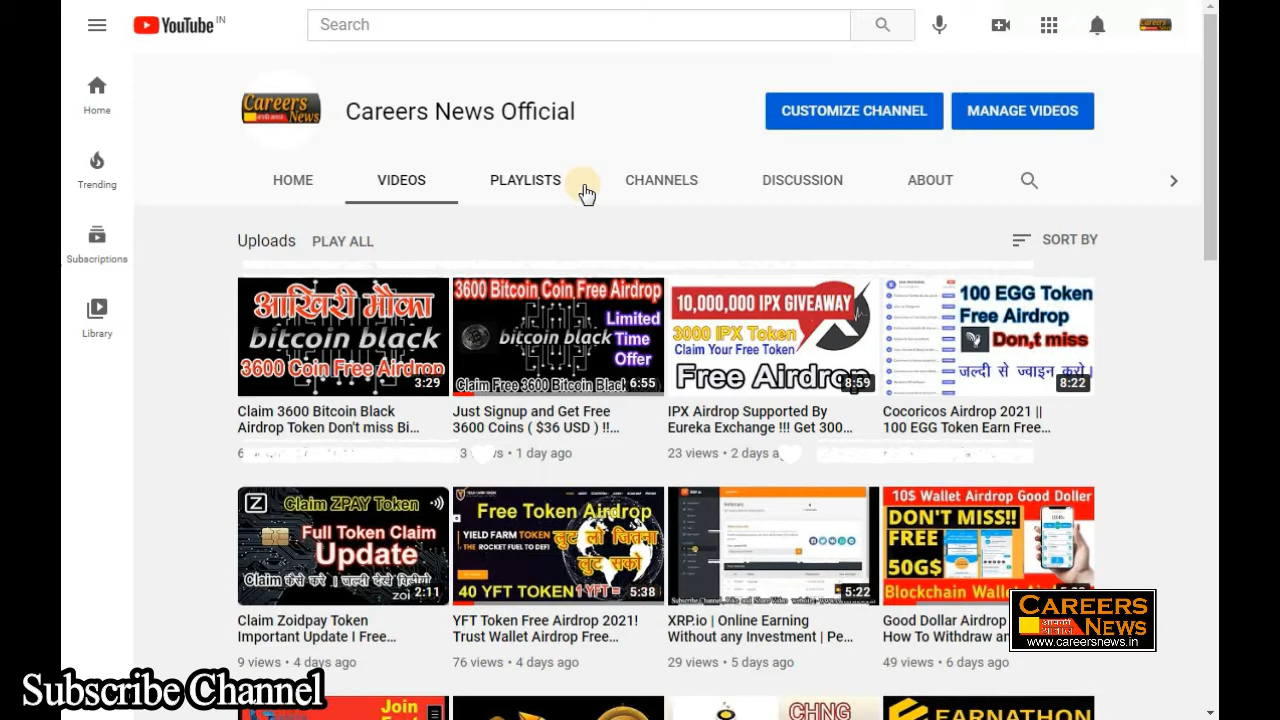 YouTube IN
Search
Home
Trending
Subscriptions
Library
Careers News
Careers News Official
CUSTOMIZE CHANNEL
MANAGE VIDEOS
HOME
VIDEOS
PLAYLISTS
CHANNELS
DISCUSSION
ABOUT
Uploads PLAY ALL
SORT BY
आखिरी मौका
bitcoin black
3600 Coin Free Airdrop
3:29
3600 Bitcoin Coin Free Airdrop
Limited
Time
Offer
bitcoin black
Claim Free 3600 Bitcoin Black
6:55
10,000,000 IPX GIVEAWAY
3000 IPX Token
Claim Your Free Token
Free Airdrop
8:59
100 EGG Token
Free Airdrop
Don,t miss
जल्दी से ज्वाइन करो।
8:22
Claim 3600 Bitcoin Black
Airdrop Token Don't miss Bi...
Just Signup and Get Free
3600 Coins ( $36 USD ) !!...
1 day ago
IPX Airdrop Supported By
Eureka Exchange !!! Get 300...
23 views • 2 days
Cocoricos Airdrop 2021 ||
100 EGG Token Earn Free...
Claim ZPAY Token
Full Token Claim
Update
Claim कैसे करे । जल्दी देखें
2:11
Free Token Airdrop
YIELD FARM TOKEN
THE ROCKET FUEL TO DEFI
लूट लो जितना
लूट सको
40 YFT TOKEN 1 YFT =
5:38
5:22
10$ Wallet Airdrop Good Doller
DON'T MISS!!
FREE
50G$
Blockchain
Claim Zoidpay Token
Important Update I Free...
9 views • 4 days ago
YFT Token Free Airdrop 2021!
Trust Wallet Airdrop Free...
76 views • 4 days ago
XRP.io | Online Earning
Without any Investment | Pe...
29 views • 5 days ago
Good Dollar Airdrop
How To Withdraw
49 views • 6 days ago
CAREERS
NEWS
www.careersnews.in
Subscribe Channel
Join
CHNG
EARNATHON